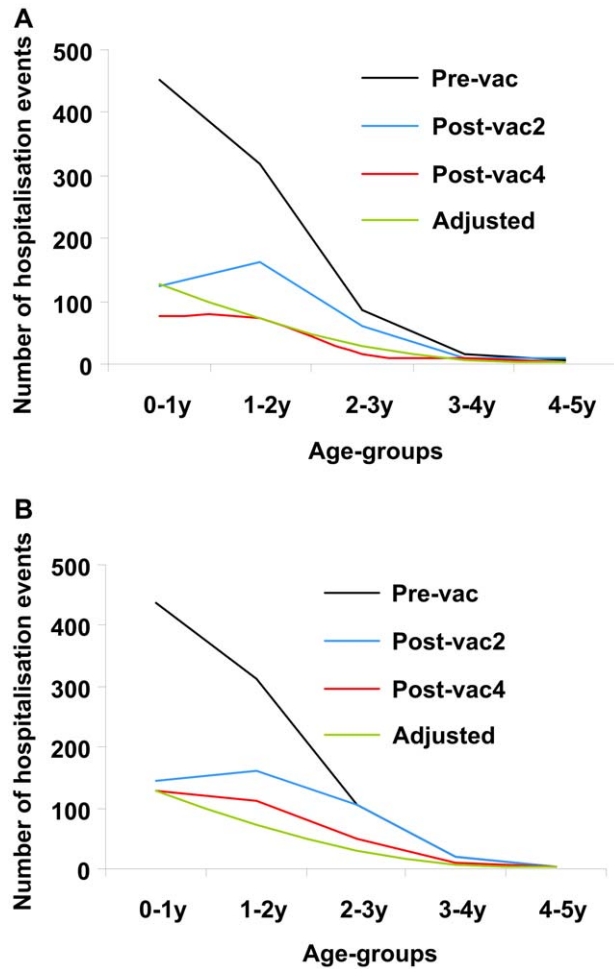 A
Number of hospitalisation events
500
400
300
200
100
0
Pre-vac
Post-vac2
Post-vac4
Adjusted
0-1y 1-2y 2-3y 3-4y 4-5y
Age-groups
B
Number of hospitalisation events
500
400
300
200
100
0
Pre-vac
Post-vac2
Post-vac4
Adjusted
0-1y 1-2y 2-3y 3-4y 4-5y
Age-groups